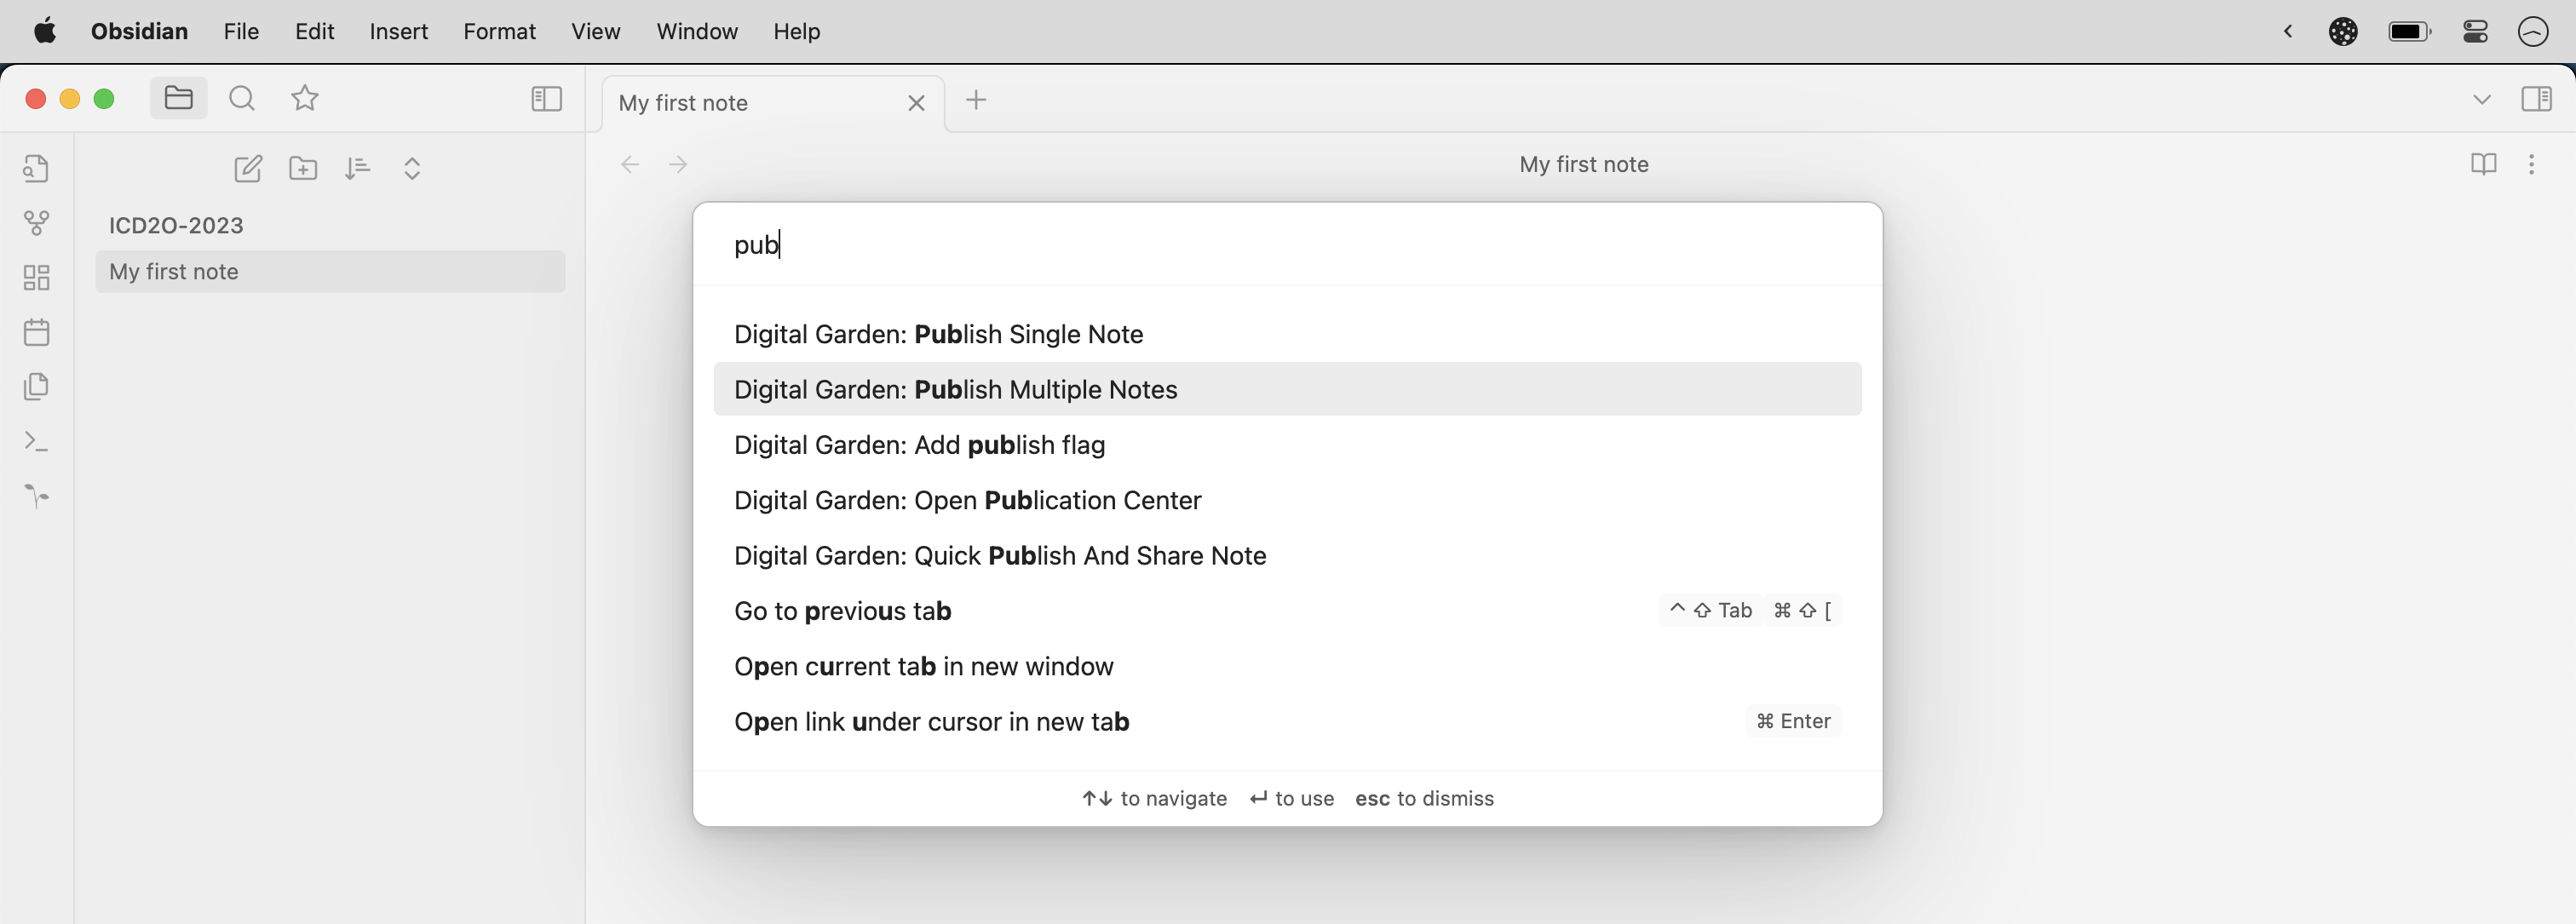 Obsidian File Edit Insert Format View Window Help
My first note
My first note
ICD2O-2023
My first note
pub
Digital Garden: Publish Single Note
Digital Garden: Publish Multiple Notes
Digital Garden: Add publish flag
Digital Garden: Open Publication Center
Digital Garden: Quick Publish And Share Note
Go to previous tab ^ ⇧ Tab ⌘ ⇧ [
Open current tab in new window
Open link under cursor in new tab ⌘ Enter
↑↓ to navigate ↵ to use esc to dismiss